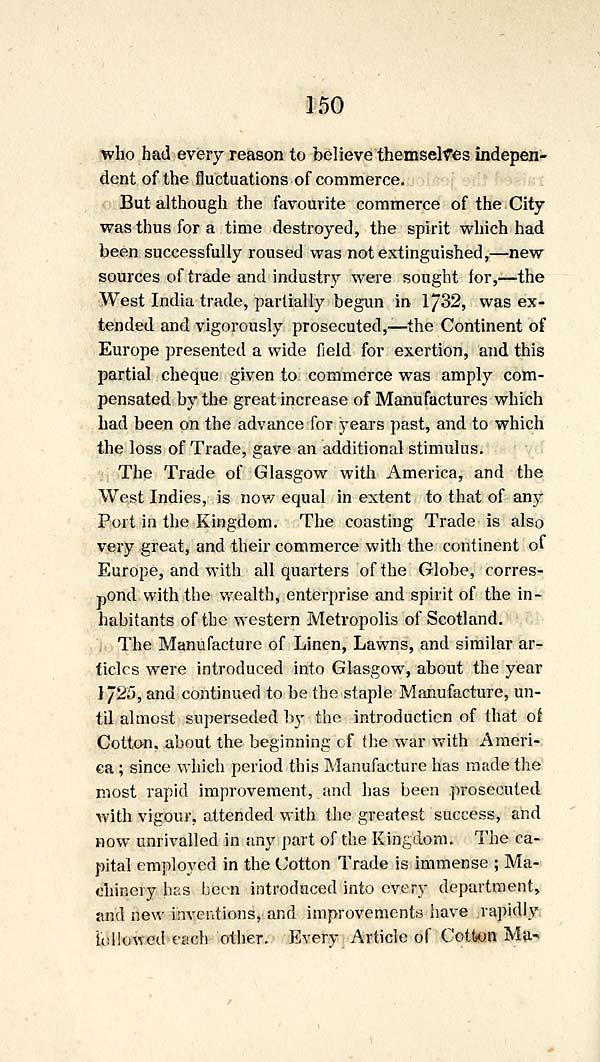 150
who had every reason to believe themselves indepen-
dent of the fluctuations of commerce.
But although the favourite commerce of the City
was thus for a time destroyed, the spirit which had
been successfully roused was not extinguished,—new
sources of trade and industry were sought for,—the
West India trade, partially begun in 1732, was ex-
tended and vigorously prosecuted,—the Continent of
Europe presented a wide field for exertion, and this
partial cheque given to commerce was amply com-
pensated by the great increase of Manufactures which
had been on the advance for years past, and to which
the loss of Trade, gave an additional stimulus.
The Trade of Glasgow with America, and the
West Indies, is now equal in extent to that of any
Port in the Kingdom. The coasting Trade is also
very great, and their commerce with the continent of
Europe, and with all quarters of the Globe, corres-
pond with the wealth, enterprise and spirit of the in-
habitants of the western Metropolis of Scotland.
The Manufacture of Linen, Lawns, and similar ar-
ticles were introduced into Glasgow, about the year
1725, and continued to be the staple Manufacture, un-
til almost superseded by the introduction of that of
Cotton, about the beginning of the war with Ameri-
ca; since which period this Manufacture has made the
most rapid improvement, and has been prosecuted
with vigour, attended with the greatest success, and
now unrivalled in any part of the Kingdom. The ca-
pital employed in the Cotton Trade is immense; Ma-
chinery has been introduced into every department,
and new inventions, and improvements have rapidly
followed each other. Every Article of Cotton Ma-